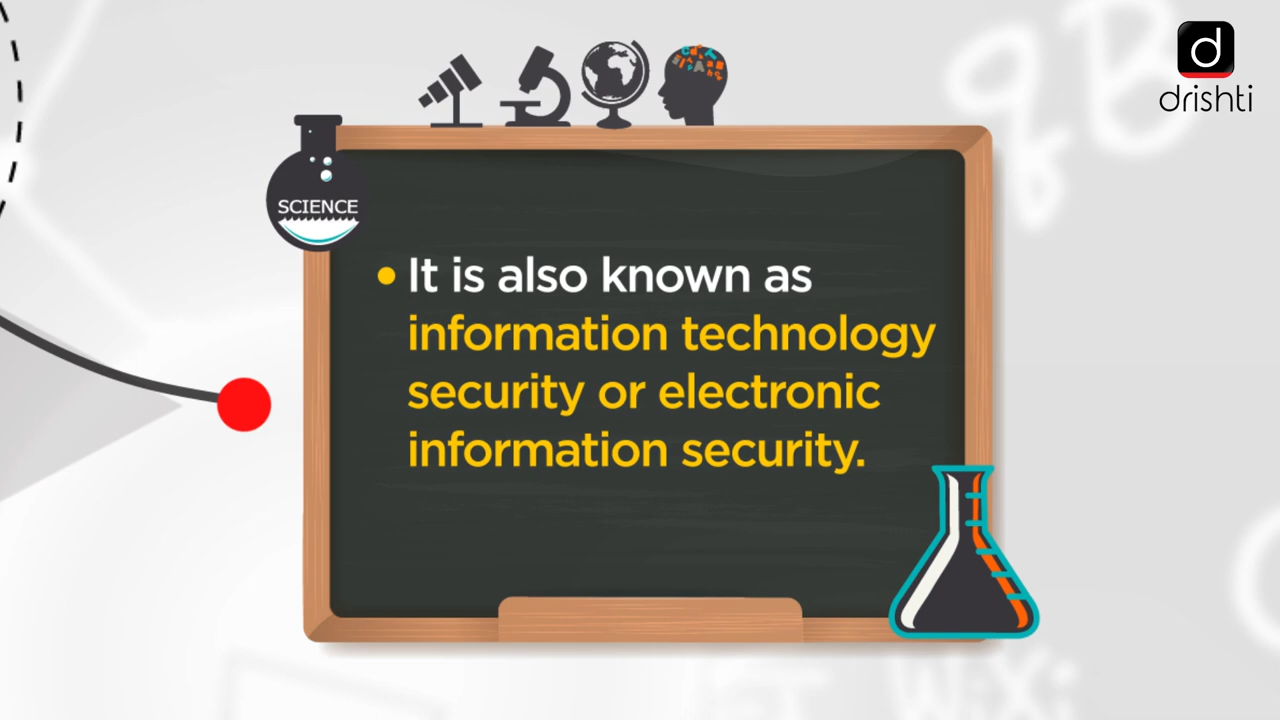 d
drishti
SCIENCE
It is also known as
information technology
security or electronic
information security.